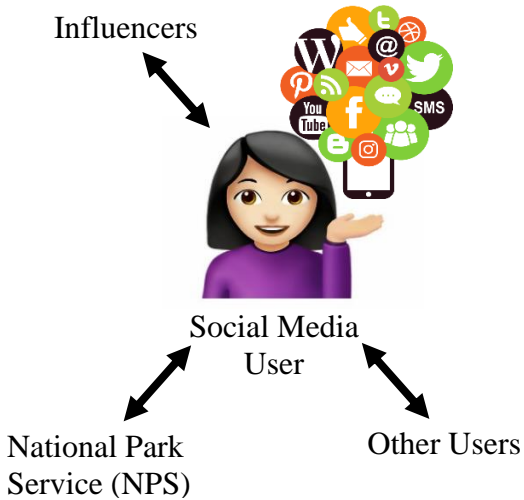 Influencers
SMS
You
Tube
Social Media
User
National Park
Service (NPS)
Other Users